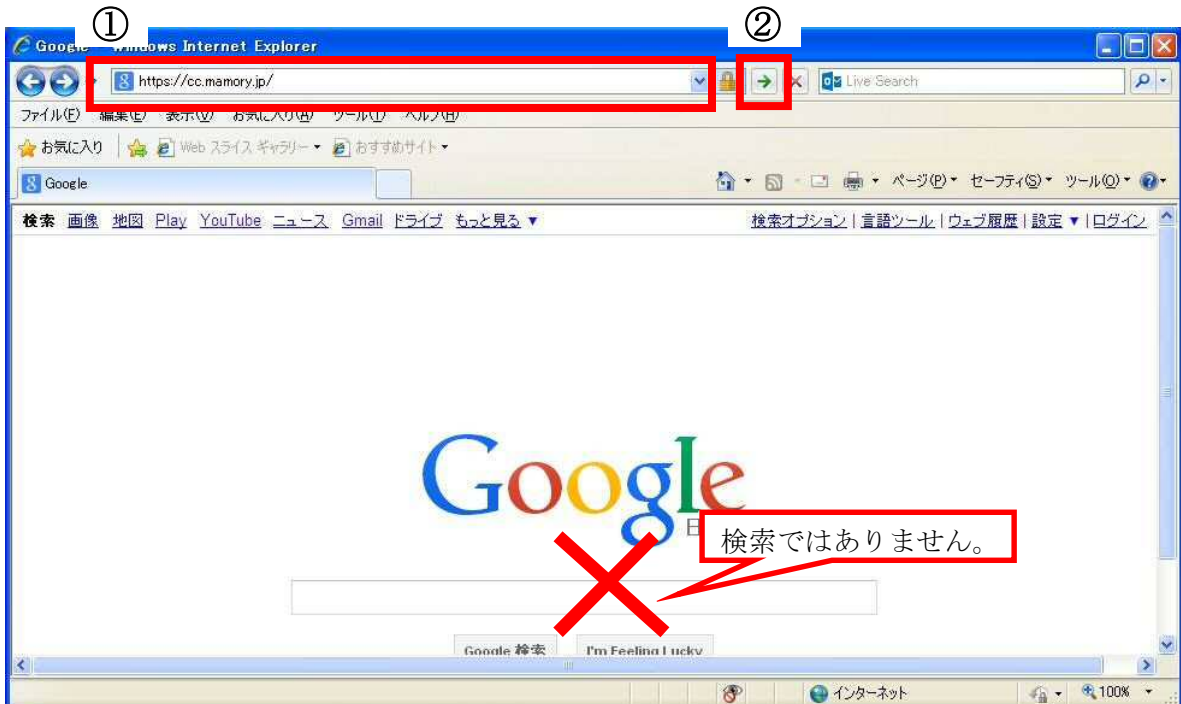 ① ②
Google - Windows Internet Explorer
https://cc.mamory.jp/ Live Search
ファイル(F) 編集(E) 表示(V) お気に入り(A) ツール(T) ヘルプ(H)
お気に入り Web スライス ギャラリー おすすめサイト
Google ページ(P) セーフティ(S) ツール(O)
検索 画像 地図 Play YouTube ニュース Gmail ドライブ もっと見る ▼ 検索オプション | 言語ツール | ウェブ履歴 | 設定 ▼ | ログイン
Google
検索ではありません。
Google 検索 I'm Feeling Lucky
インターネット 100%